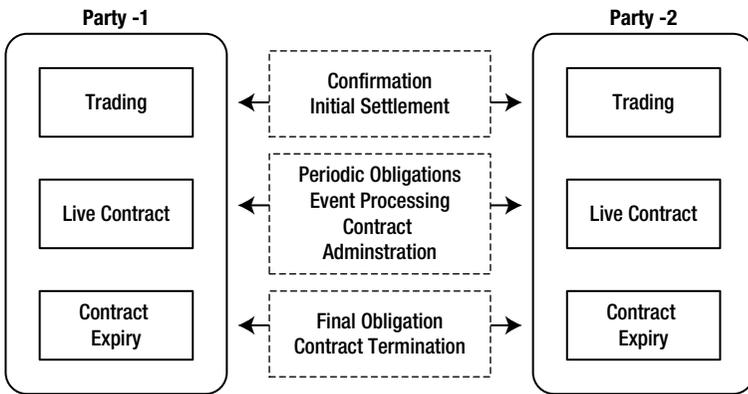 Party -1
Party -2
Trading
Confirmation
Initial Settlement
Trading
Live Contract
Periodic Obligations
Event Processing
Contract
Adminstration
Live Contract
Contract
Expiry
Final Obligation
Contract Termination
Contract
Expiry